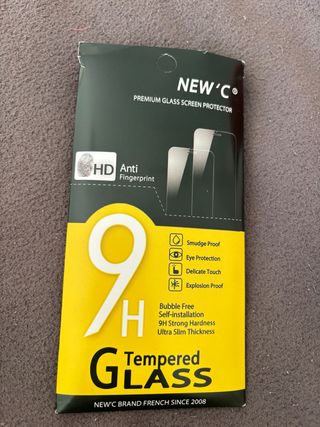 NEW'C®
PREMIUM GLASS SCREEN PROTECTOR
HD Anti
Fingerprint
9H
Smudge Proof
Eye Protection
Delicate Touch
Explosion Proof
Bubble Free
Self-installation
9H Strong Hardness
Ultra Slim Thickness
Tempered
GLASS
NEW'C BRAND FRENCH SINCE 2008